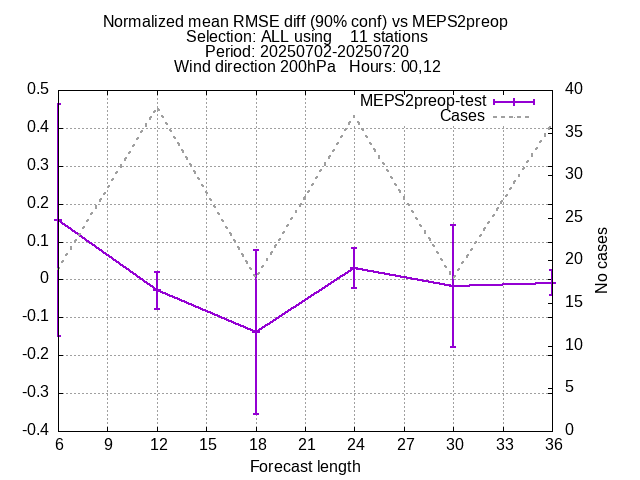 Normalized mean RMSE diff (90% conf) vs MEPS2preop
Selection: ALL using    11 stations
Period: 20250702-20250720
Wind direction 200hPa   Hours: 00,12
MEPS2preop-test
Cases
0.5
0.4
0.3
0.2
0.1
0
-0.1
-0.2
-0.3
-0.4
40
35
30
25
20
15
10
5
0
No cases
6 9 12 15 18 21 24 27 30 33 36
Forecast length